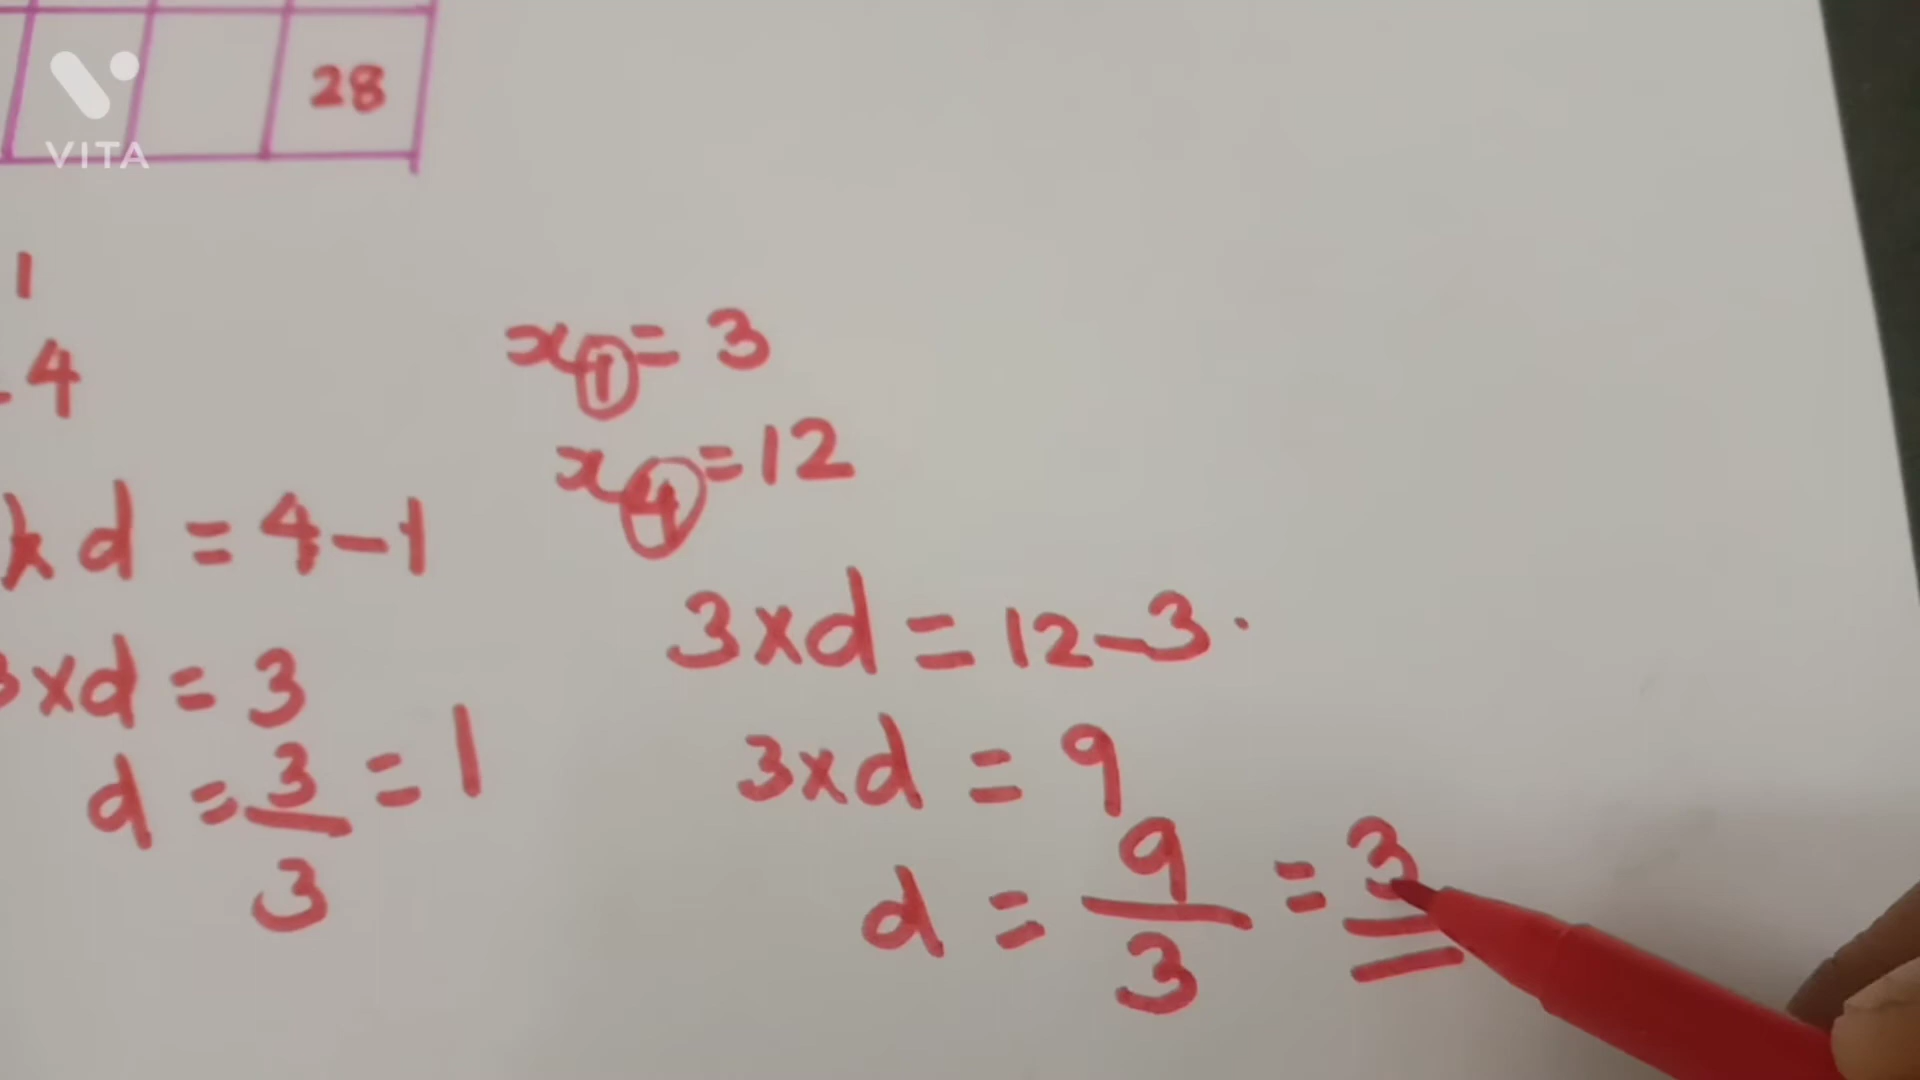 28
VITA
1
4
x1 = 3
x4 = 12
x d = 4 - 1
3 x d = 12 - 3.
3 x d = 3
3 x d = 9
d = 3/3 = 1
d = 9/3 = 3